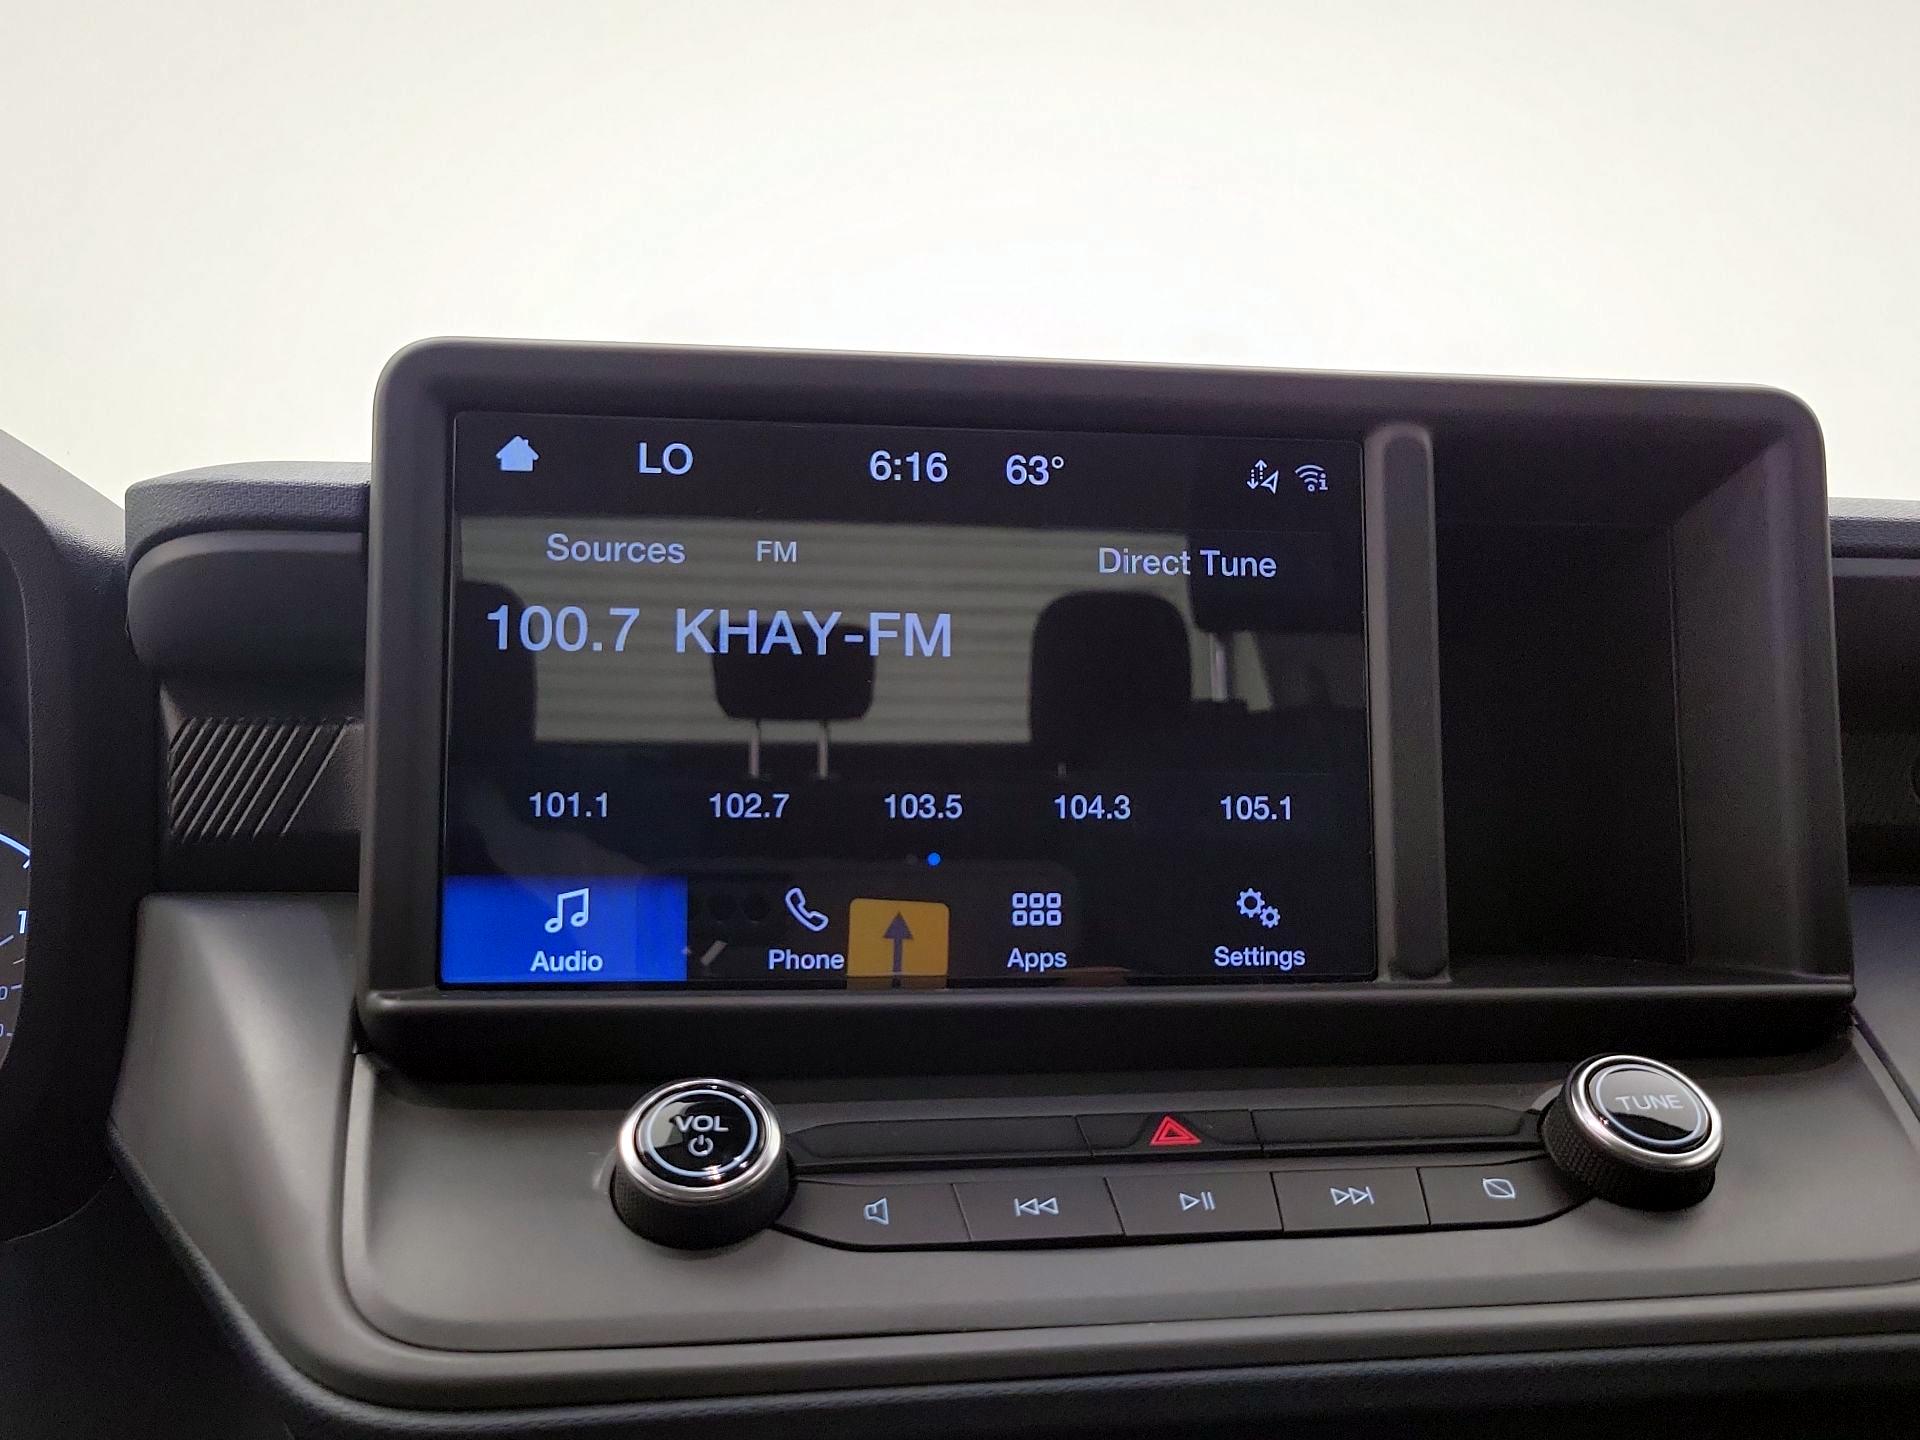 LO 6:16 63°
Sources FM Direct Tune
100.7 KHAY-FM
101.1 102.7 103.5 104.3 105.1
Audio Phone Apps Settings
VOL
TUNE